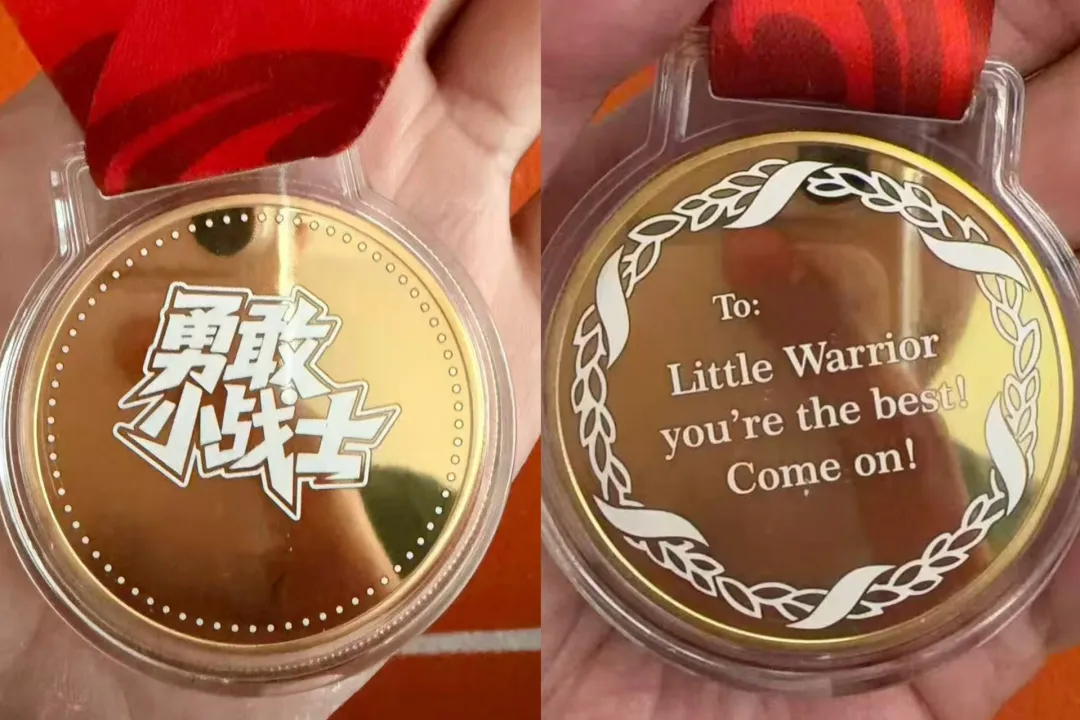 勇敢
小战士
To:
Little Warrior
you're the best!
Come on!